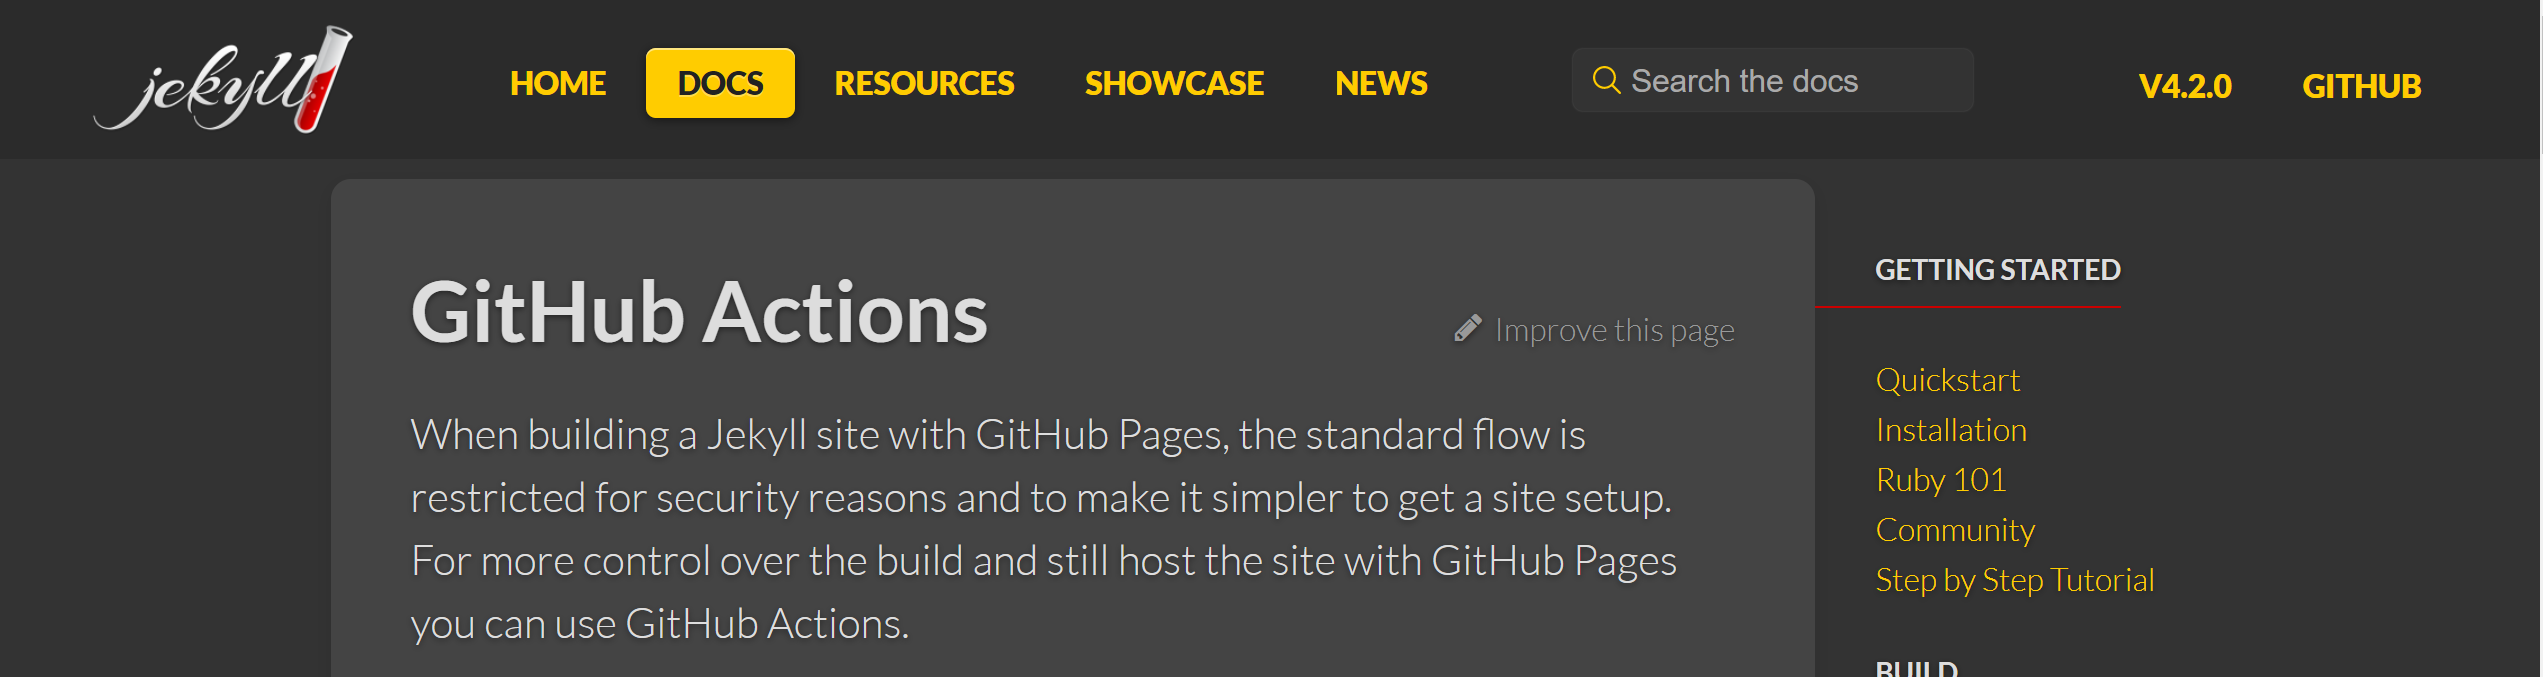 jekyll
HOME DOCS RESOURCES SHOWCASE NEWS Search the docs V4.2.0 GITHUB
GitHub Actions
Improve this page
When building a Jekyll site with GitHub Pages, the standard flow is
restricted for security reasons and to make it simpler to get a site setup.
For more control over the build and still host the site with GitHub Pages
you can use GitHub Actions.
GETTING STARTED
Quickstart
Installation
Ruby 101
Community
Step by Step Tutorial
BUILD